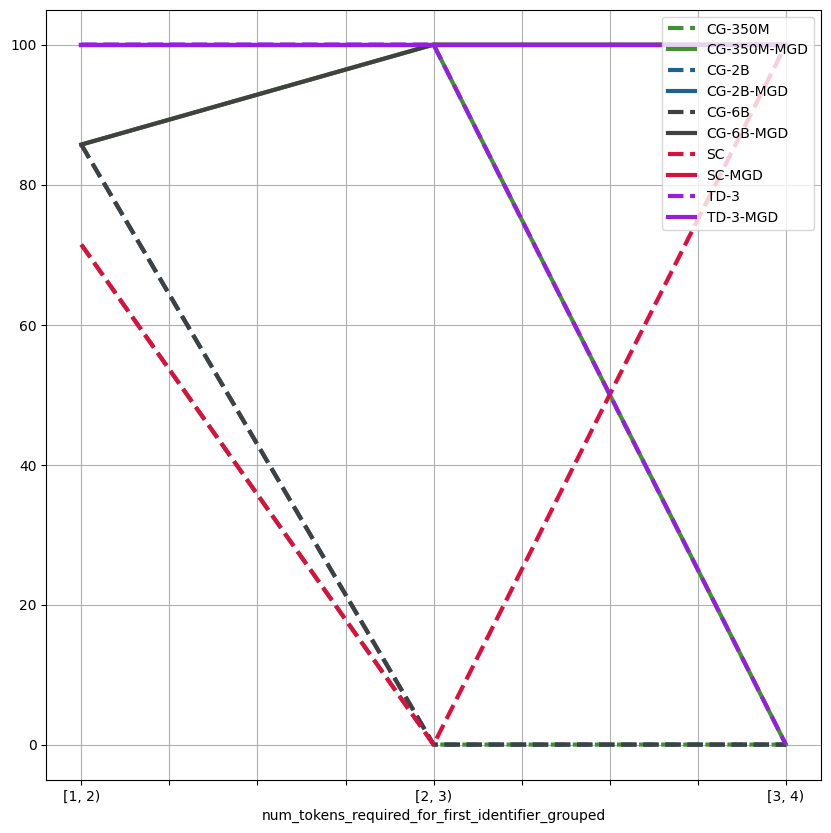 100
80
60
40
20
0
[1, 2)
[2, 3)
[3, 4)
num_tokens_required_for_first_identifier_grouped
CG-350M
CG-350M-MGD
CG-2B
CG-2B-MGD
CG-6B
CG-6B-MGD
SC
SC-MGD
TD-3
TD-3-MGD